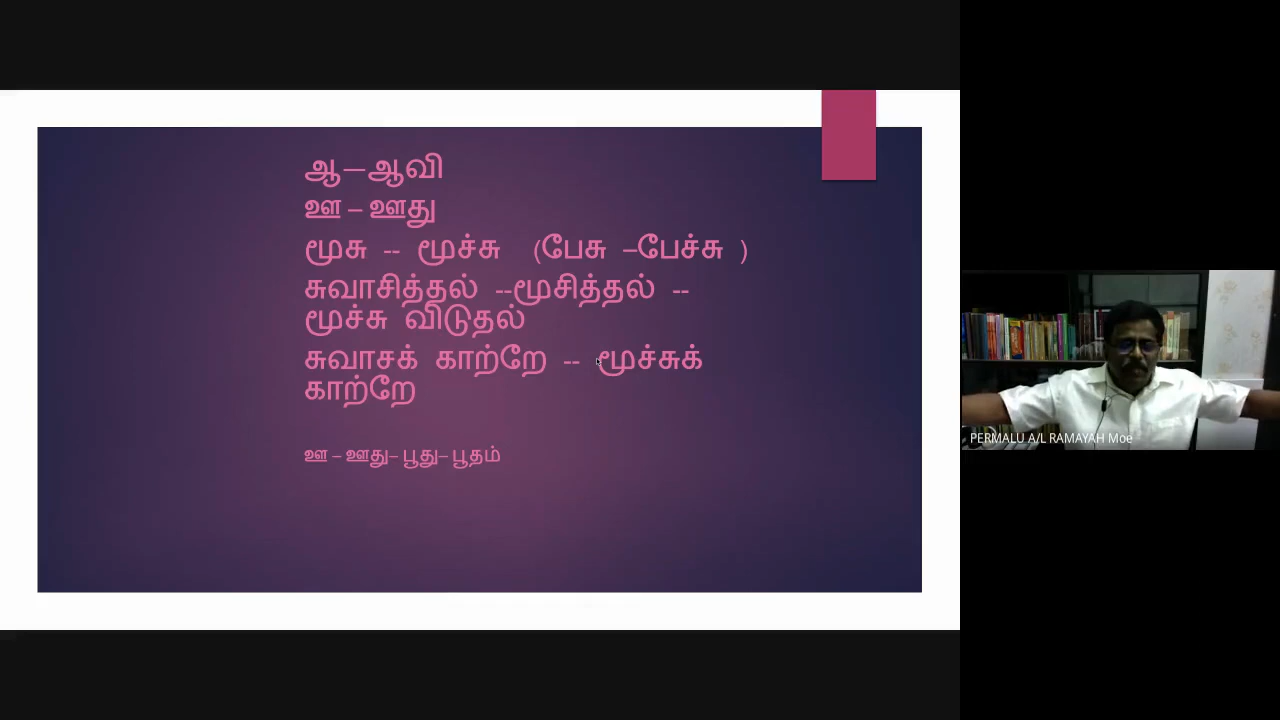 ஆ—ஆவி
ஊ – ஊது
மூசு -- மூச்சு (பேசு –பேச்சு )
சுவாசித்தல் --மூசித்தல் --
மூச்சு விடுதல்
சுவாசக் காற்றே -- மூச்சுக்
காற்றே
ஊ – ஊது– பூது– பூதம்
PERMALU A/L RAMAYAH Moe